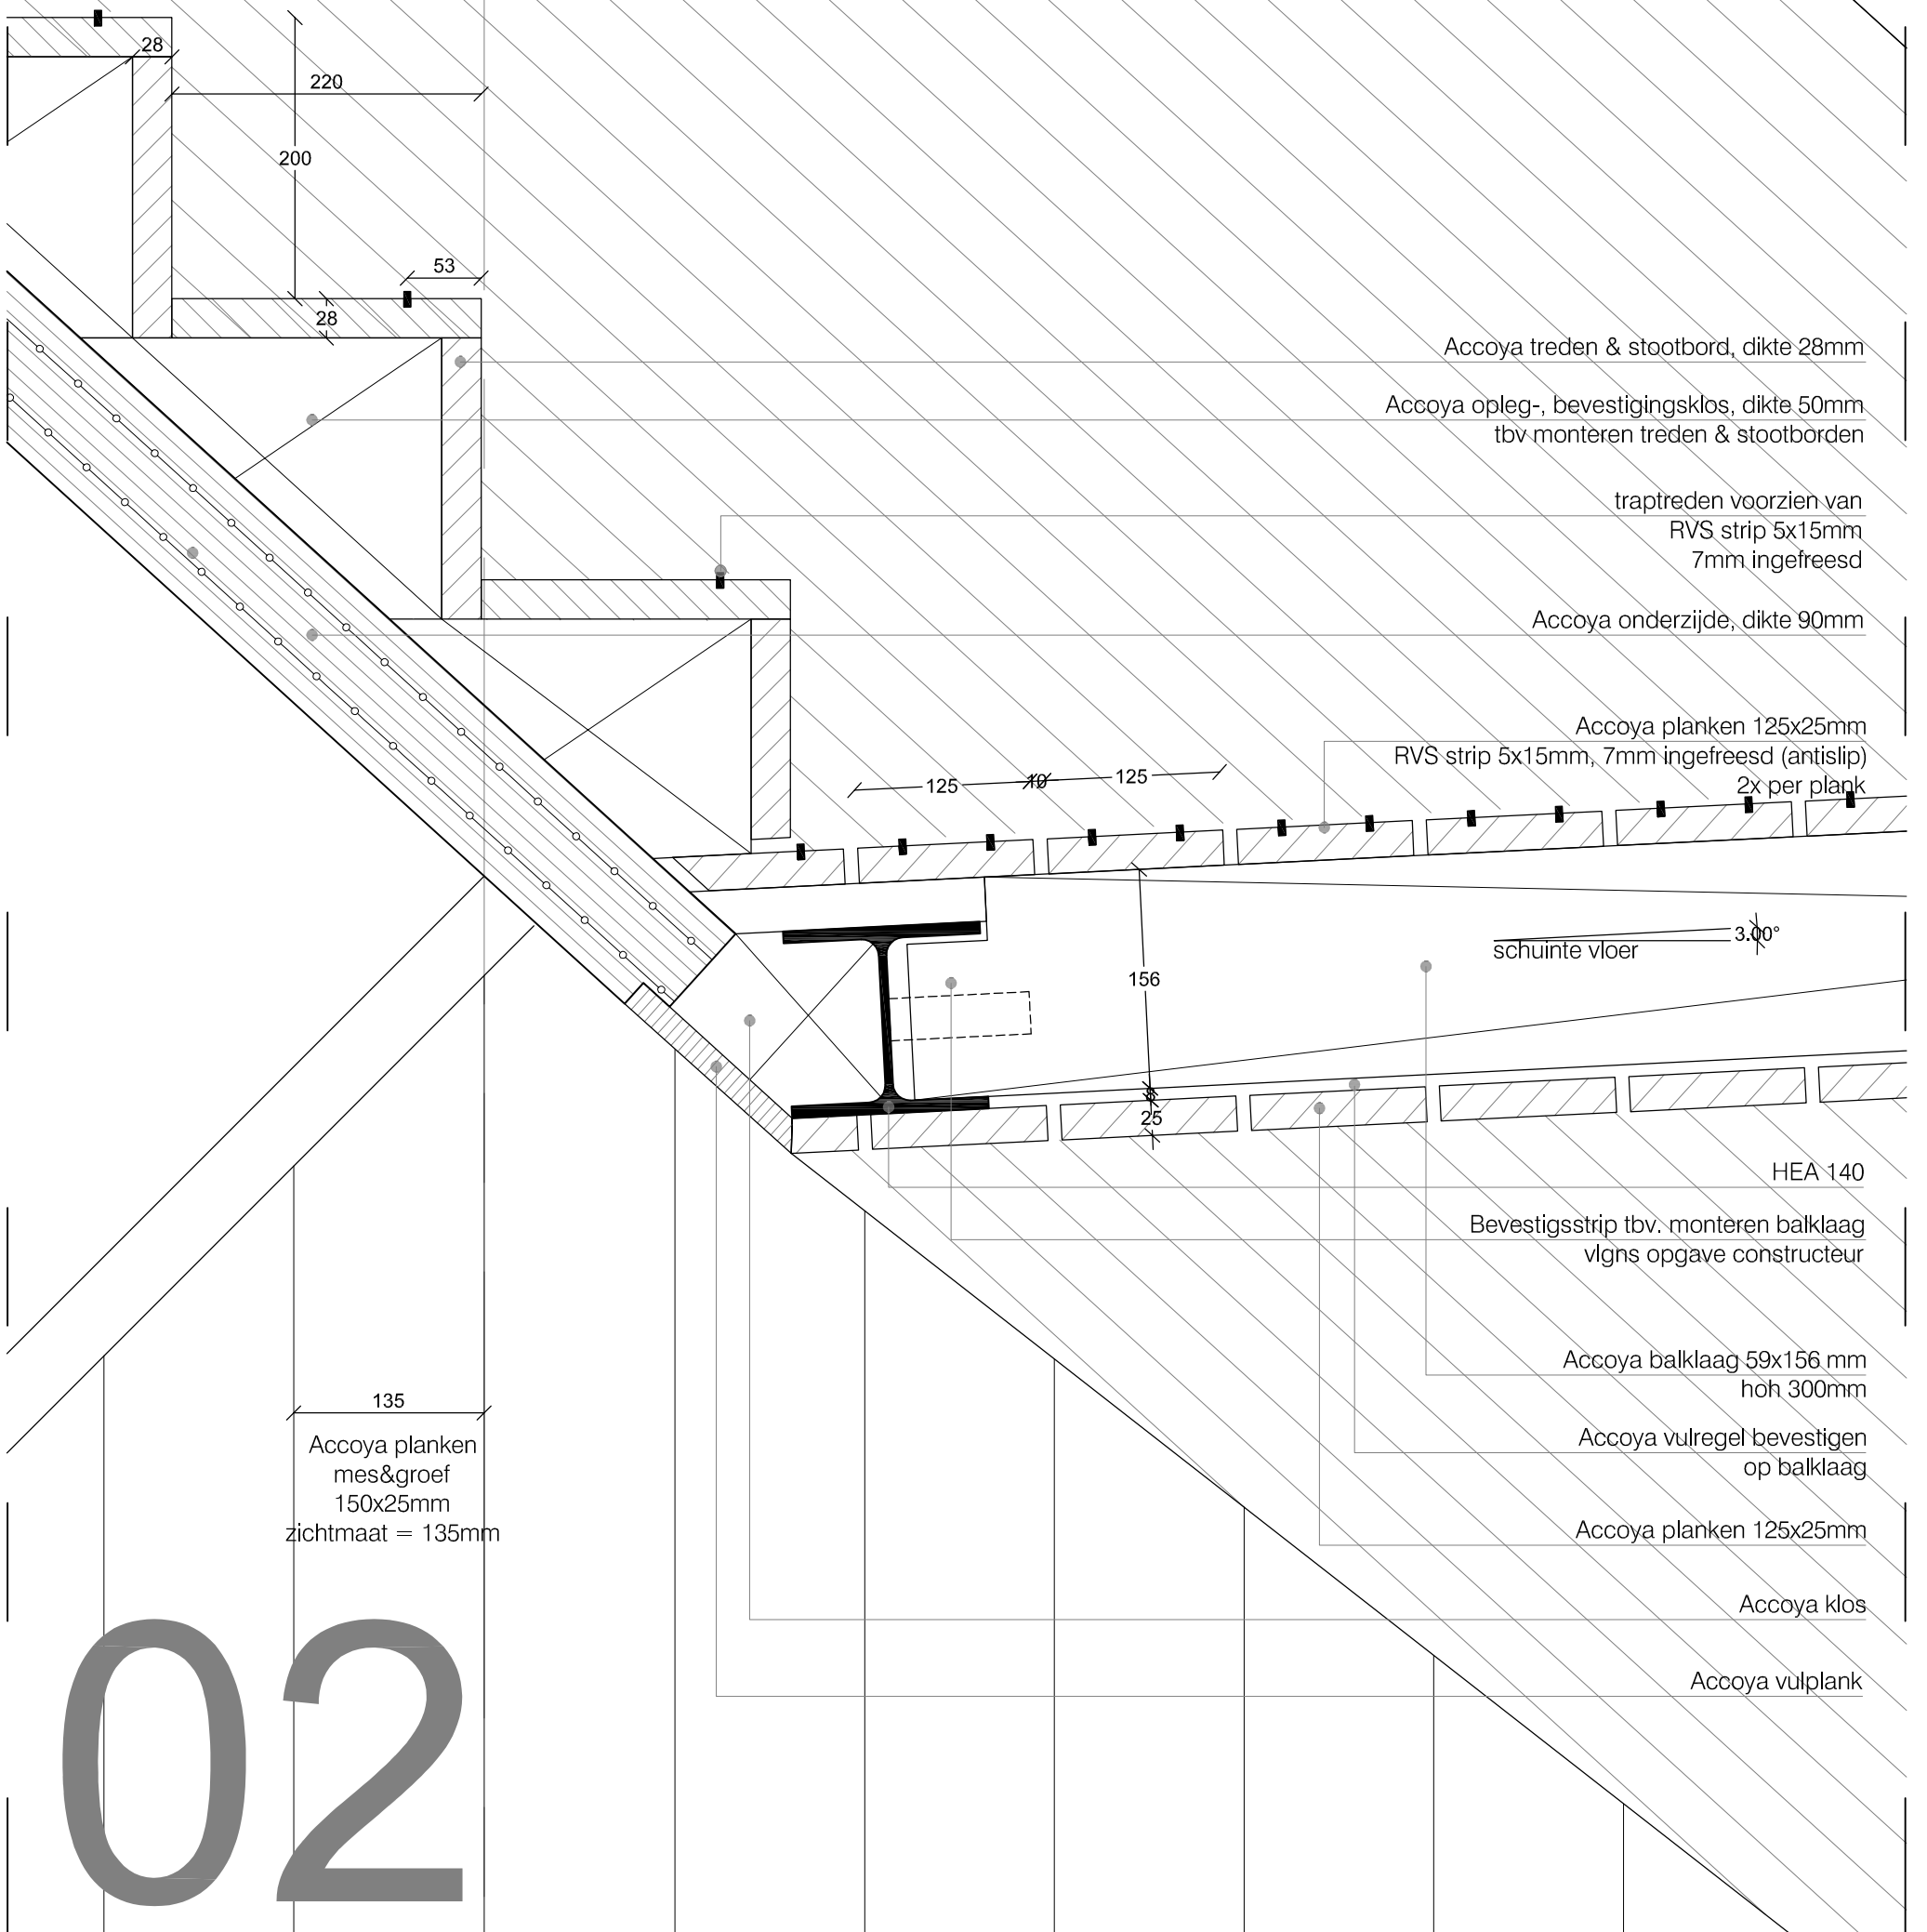 28
220
200
53
28
Accoya treden & stootbord, dikte 28mm
Accoya opleg-, bevestigingsklos, dikte 50mm
tbv monteren treden & stootborden
traptreden voorzien van
RVS strip 5x15mm
7mm ingefreesd
Accoya onderzijde, dikte 90mm
Accoya planken 125x25mm
RVS strip 5x15mm, 7mm ingefreesd (antislip)
2x per plank
125
10
125
3.00°
schuinte vloer
156
25
HEA 140
Bevestigsstrip tbv. monteren balklaag
vlgns opgave constructeur
Accoya balklaag 59x156 mm
hoh 300mm
Accoya vulregel bevestigen
op balklaag
Accoya planken 125x25mm
Accoya klos
Accoya vulplank
135
Accoya planken
mes&groef
150x25mm
zichtmaat = 135mm
02